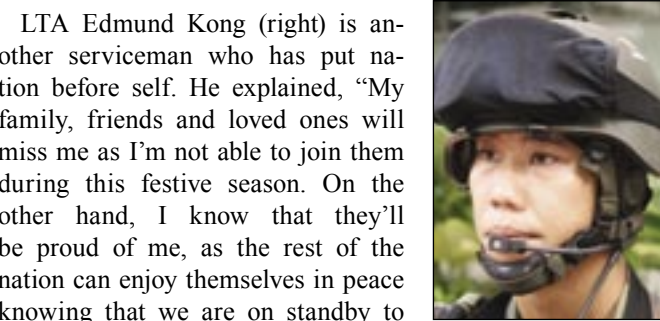 LTA Edmund Kong (right) is an-
other serviceman who has put na-
tion before self. He explained, “My
family, friends and loved ones will
miss me as I’m not able to join them
during this festive season. On the
other hand, I know that they’ll
be proud of me, as the rest of the
nation can enjoy themselves in peace
knowing that we are on standby to